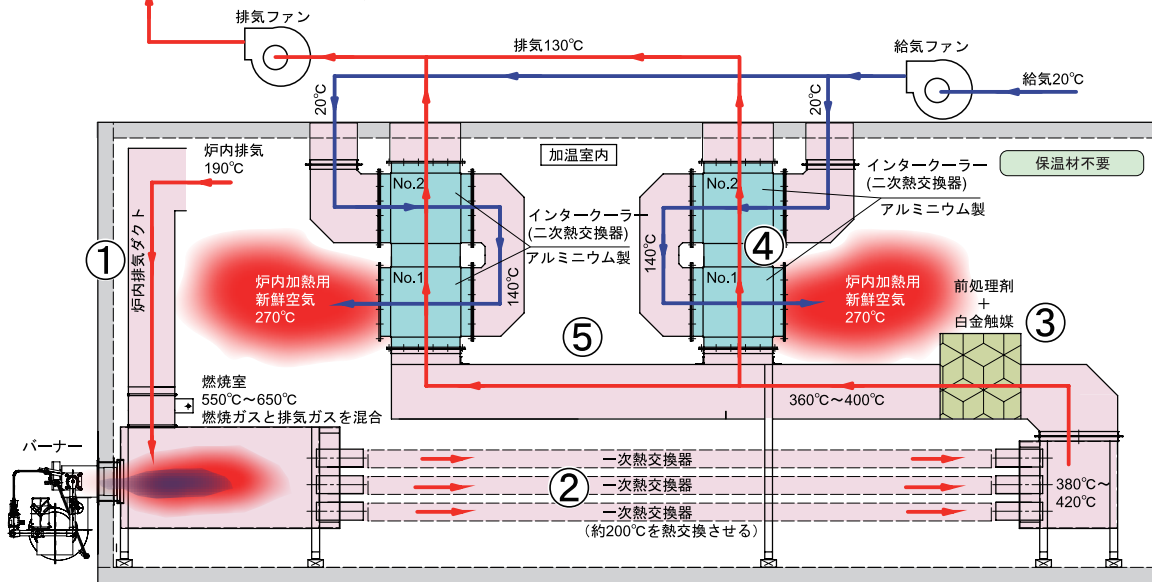 排気ファン
排気130℃
給気ファン
給気20℃
20℃
20℃
炉内排気
190℃
加温室内
保温材不要
インタークーラー
(二次熱交換器)
アルミニウム製
No.2
No.2
インタークーラー
(二次熱交換器)
アルミニウム製
①
炉内排気ダクト
④
140℃
140℃
No.1
No.1
炉内加熱用
新鮮空気
270℃
炉内加熱用
新鮮空気
270℃
前処理剤
+
白金触媒
③
⑤
燃焼室
550℃～650℃
燃焼ガスと排気ガスを混合
360℃～400℃
バーナー
一次熱交換器
②
一次熱交換器
一次熱交換器
(約200℃を熱交換させる)
380℃～
420℃